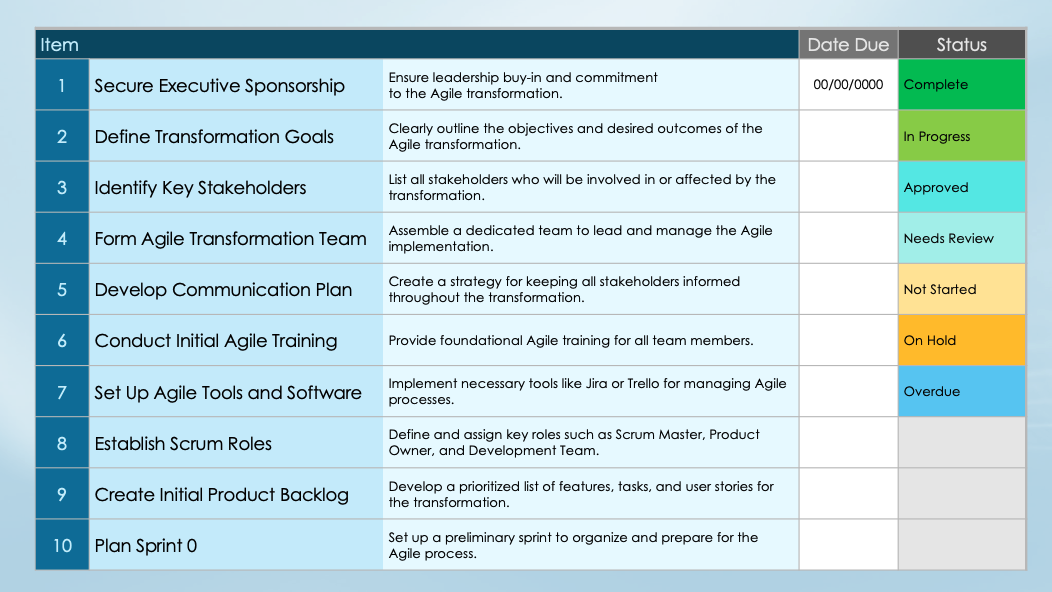 Item Date Due Status
1 Secure Executive Sponsorship Ensure leadership buy-in and commitment
to the Agile transformation. 00/00/0000 Complete
2 Define Transformation Goals Clearly outline the objectives and desired outcomes of the
Agile transformation. In Progress
3 Identify Key Stakeholders List all stakeholders who will be involved in or affected by the
transformation. Approved
4 Form Agile Transformation Team Assemble a dedicated team to lead and manage the Agile
implementation. Needs Review
5 Develop Communication Plan Create a strategy for keeping all stakeholders informed
throughout the transformation. Not Started
6 Conduct Initial Agile Training Provide foundational Agile training for all team members. On Hold
7 Set Up Agile Tools and Software Implement necessary tools like Jira or Trello for managing Agile
processes. Overdue
8 Establish Scrum Roles Define and assign key roles such as Scrum Master, Product
Owner, and Development Team.
9 Create Initial Product Backlog Develop a prioritized list of features, tasks, and user stories for
the transformation.
10 Plan Sprint 0 Set up a preliminary sprint to organize and prepare for the
Agile process.